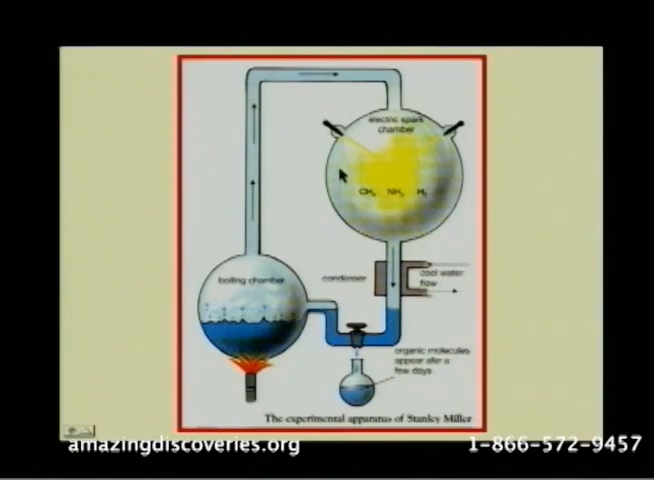 electric spark
chamber
CH₄ NH₃ H₂
boiling chamber
condenser
cool water
flow
organic molecules
appear after a
few days
The experimental apparatus of Stanley Miller
amazingdiscoveries.org
1-866-572-9457